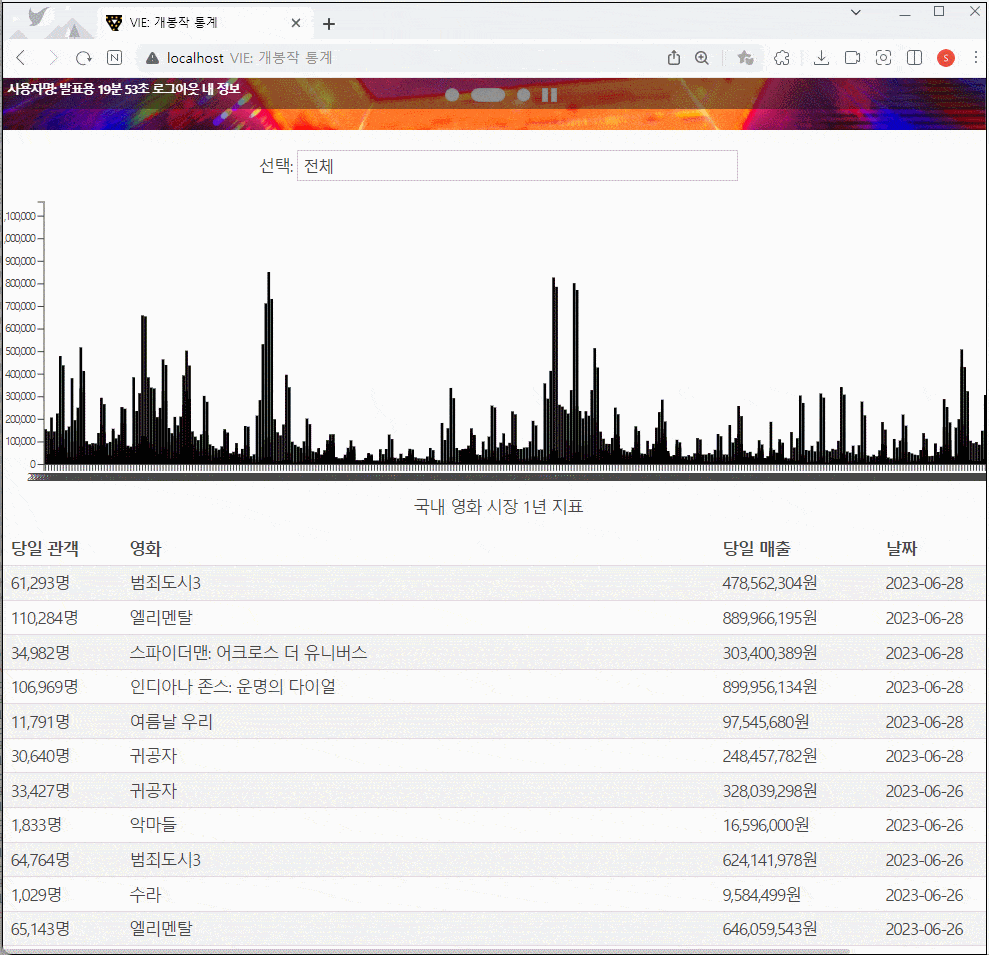 VIE: 개봉작 통계
localhost VIE: 개봉작 통계
사용자명: 발표용 19분 53초 로그아웃 내 정보
선택: 전체
,100,000
,000,000
900,000
800,000
700,000
600,000
500,000
400,000
300,000
200,000
100,000
0
국내 영화 시장 1년 지표
당일 관객 영화 당일 매출 날짜
61,293명 범죄도시3 478,562,304원 2023-06-28
110,284명 엘리멘탈 889,966,195원 2023-06-28
34,982명 스파이더맨: 어크로스 더 유니버스 303,400,389원 2023-06-28
106,969명 인디아나 존스: 운명의 다이얼 899,956,134원 2023-06-28
11,791명 여름날 우리 97,545,680원 2023-06-28
30,640명 귀공자 248,457,782원 2023-06-28
33,427명 귀공자 328,039,298원 2023-06-26
1,833명 악마들 16,596,000원 2023-06-26
64,764명 범죄도시3 624,141,978원 2023-06-26
1,029명 수라 9,584,499원 2023-06-26
65,143명 엘리멘탈 646,059,543원 2023-06-26